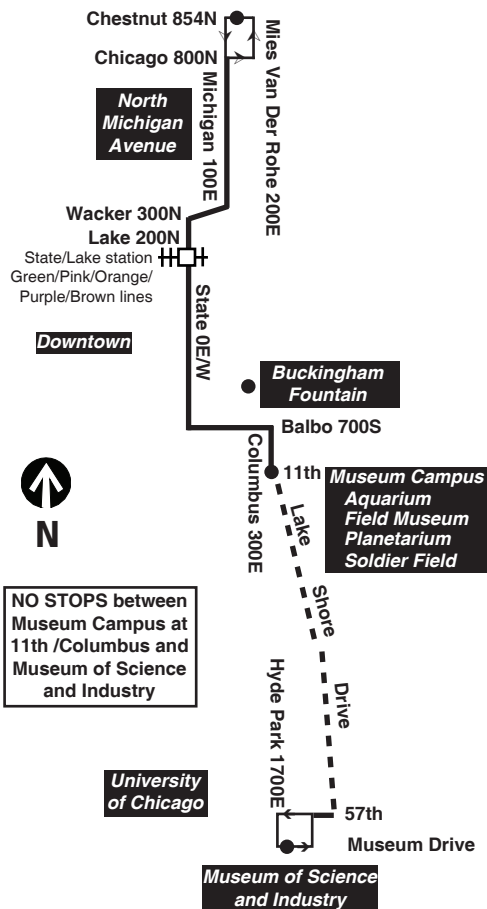 Chestnut 854N
Chicago 800N
Mies Van Der Rohe 200E
Michigan 100E
North
Michigan
Avenue
Wacker 300N
Lake 200N
State/Lake station
Green/Pink/Orange/
Purple/Brown lines
State 0E/W
Downtown
Buckingham
Fountain
Balbo 700S
Columbus 300E
11th
Museum Campus
Aquarium
Field Museum
Planetarium
Soldier Field
N
Lake
Shore
Drive
NO STOPS between
Museum Campus at
11th /Columbus and
Museum of Science
and Industry
Hyde Park 1700E
University
of Chicago
57th
Museum Drive
Museum of Science
and Industry